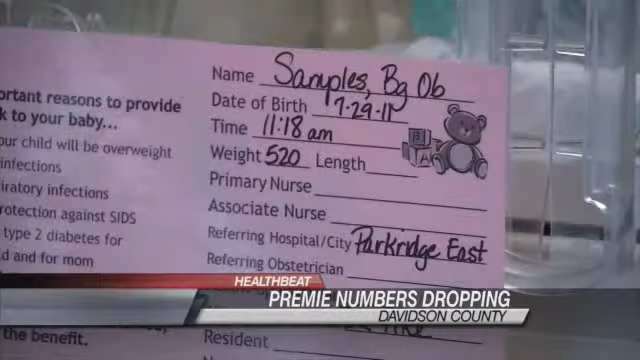 ortant reasons to provide
k to your baby...
our child will be overweight
infections
iratory infections
rotection against SIDS
type 2 diabetes for
d and for mom
the benefit.
Name Samples, Bg Ob
Date of Birth 7-29-11
Time 11:18 am
Weight 520 Length
Primary Nurse
Associate Nurse
Referring Hospital/City Parkridge East
Referring Obstetrician
Resident
HEALTHBEAT
PREMIE NUMBERS DROPPING
DAVIDSON COUNTY